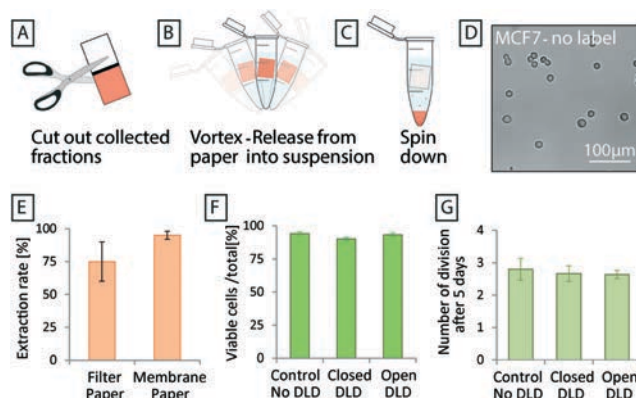 A
B
C
D
MCF7- no label
100µm
Cut out collected
fractions
Vortex -Release from
paper into suspension
Spin
down
E
Extraction rate [%]
100
75
50
25
0
Filter
Paper
Membrane
Paper
F
Viable cells /total[%]
100
75
50
25
0
Control
No DLD
Closed
DLD
Open
DLD
G
Number of division
after 5 days
4
3
2
1
0
Control
No DLD
Closed
DLD
Open
DLD